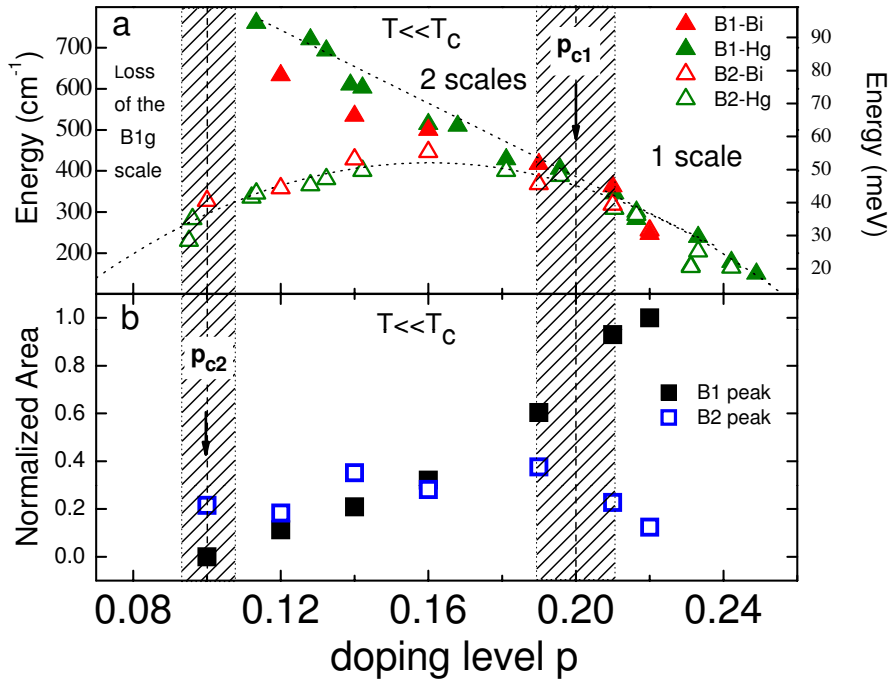 a
T<<Tc
B1-Bi
B1-Hg
B2-Bi
B2-Hg
pc1
2 scales
1 scale
Loss
of the
B1g
scale
Energy (cm-1)
700
600
500
400
300
200
Energy (meV)
90
80
70
60
50
40
30
20
b
T<<Tc
pc2
B1 peak
B2 peak
Normalized Area
1.0
0.8
0.6
0.4
0.2
0.0
0.08
0.12
0.16
0.20
0.24
doping level p